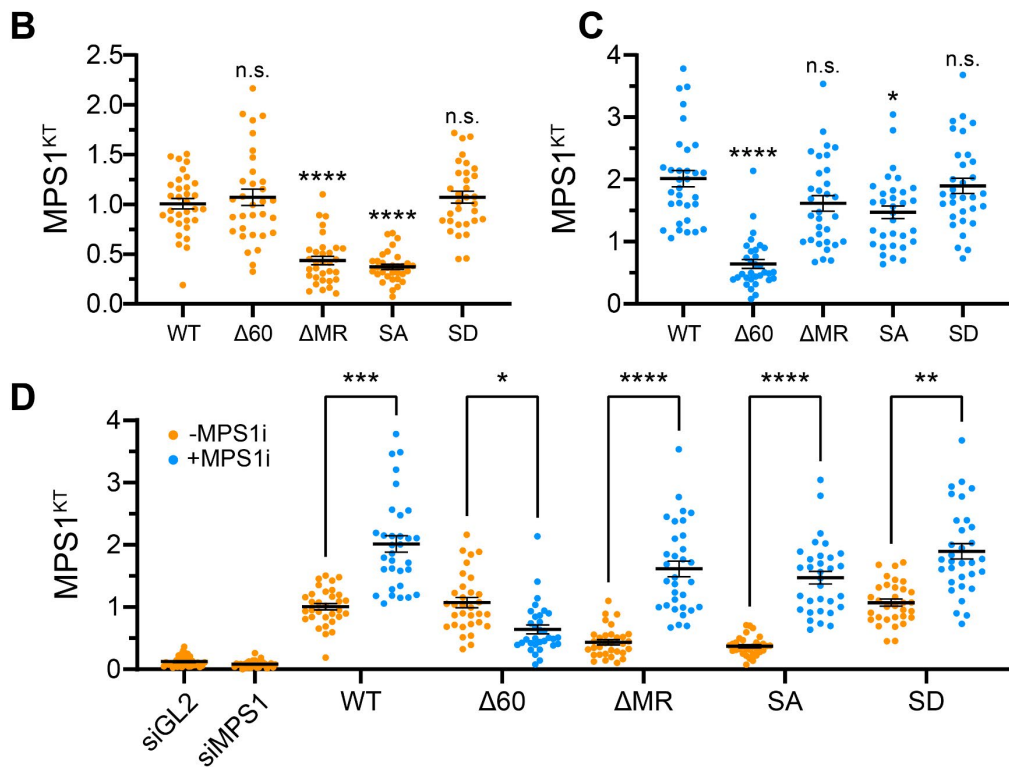 B
MPS1KT
2.5
2.0
1.5
1.0
0.5
0.0
n.s.
****
****
n.s.
WT Δ60 ΔMR SA SD
C
MPS1KT
4
3
2
1
0
****
n.s.
*
n.s.
WT Δ60 ΔMR SA SD
D
MPS1KT
4
3
2
1
0
-MPS1i
+MPS1i
*** * **** **** **
siGL2 siMPS1 WT Δ60 ΔMR SA SD